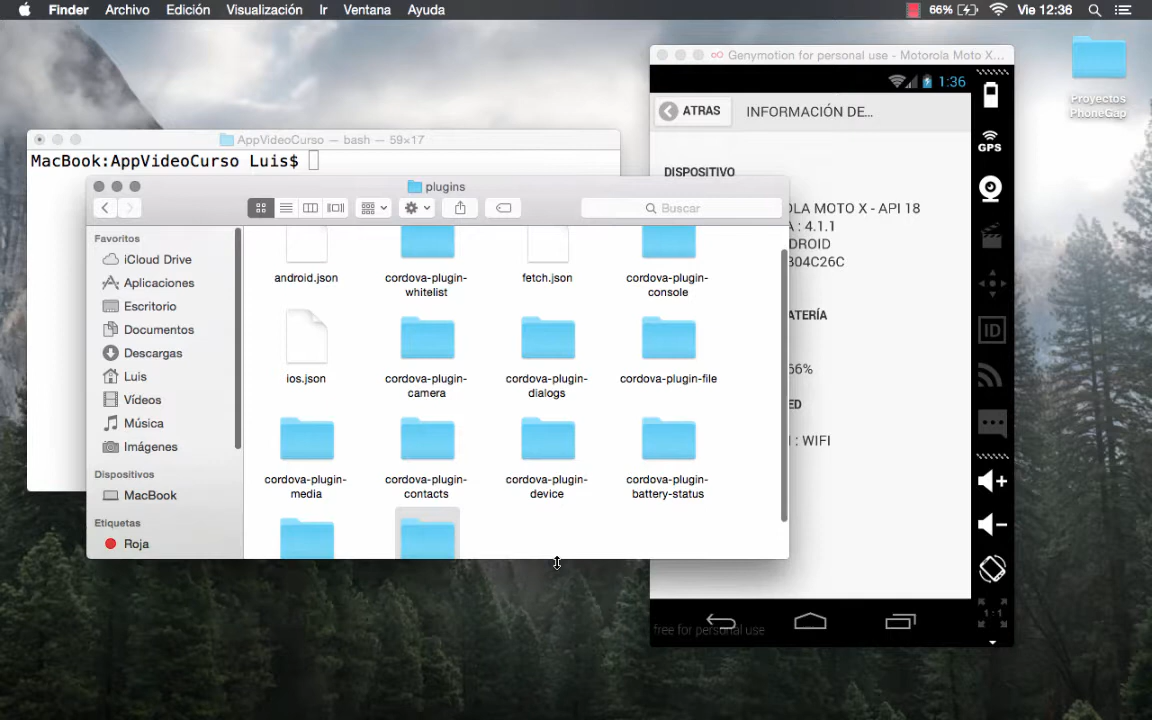 Finder Archivo Edición Visualización Ir Ventana Ayuda 66% Vie 12:36
Genymotion for personal use - Motorola Moto X...
1:36
Proyectos
PhoneGap
ATRAS INFORMACIÓN DE...
GPS
AppVideoCurso — bash — 59×17
MacBook:AppVideoCurso Luis$
DISPOSITIVO
OLA MOTO X - API 18
A : 4.1.1
DROID
304C26C
ATERÍA
66%
ED
: WIFI
ID
1:1
free for personal use
plugins
Buscar
Favoritos
iCloud Drive
Aplicaciones
Escritorio
Documentos
Descargas
Luis
Vídeos
Música
Imágenes
Dispositivos
MacBook
Etiquetas
Roja
android.json
cordova-plugin-
whitelist
fetch.json
cordova-plugin-
console
ios.json
cordova-plugin-
camera
cordova-plugin-
dialogs
cordova-plugin-file
cordova-plugin-
media
cordova-plugin-
contacts
cordova-plugin-
device
cordova-plugin-
battery-status